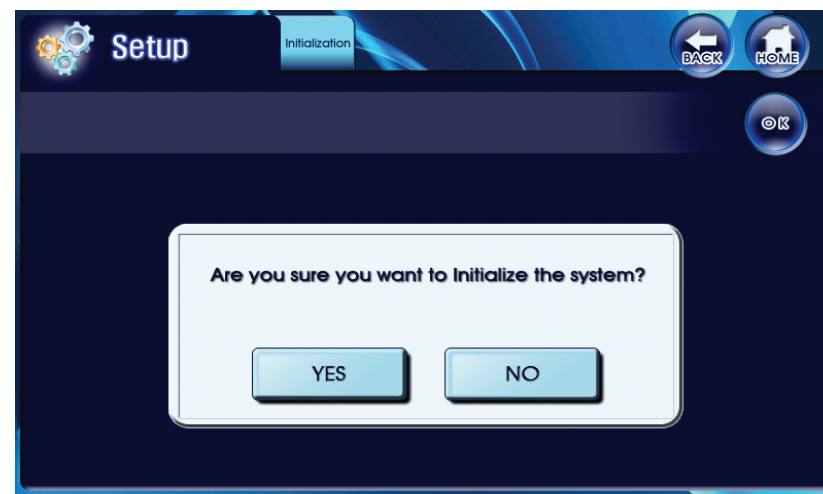 Setup
Initialization
BACK
HOME
OK
Are you sure you want to Initialize the system?
YES
NO